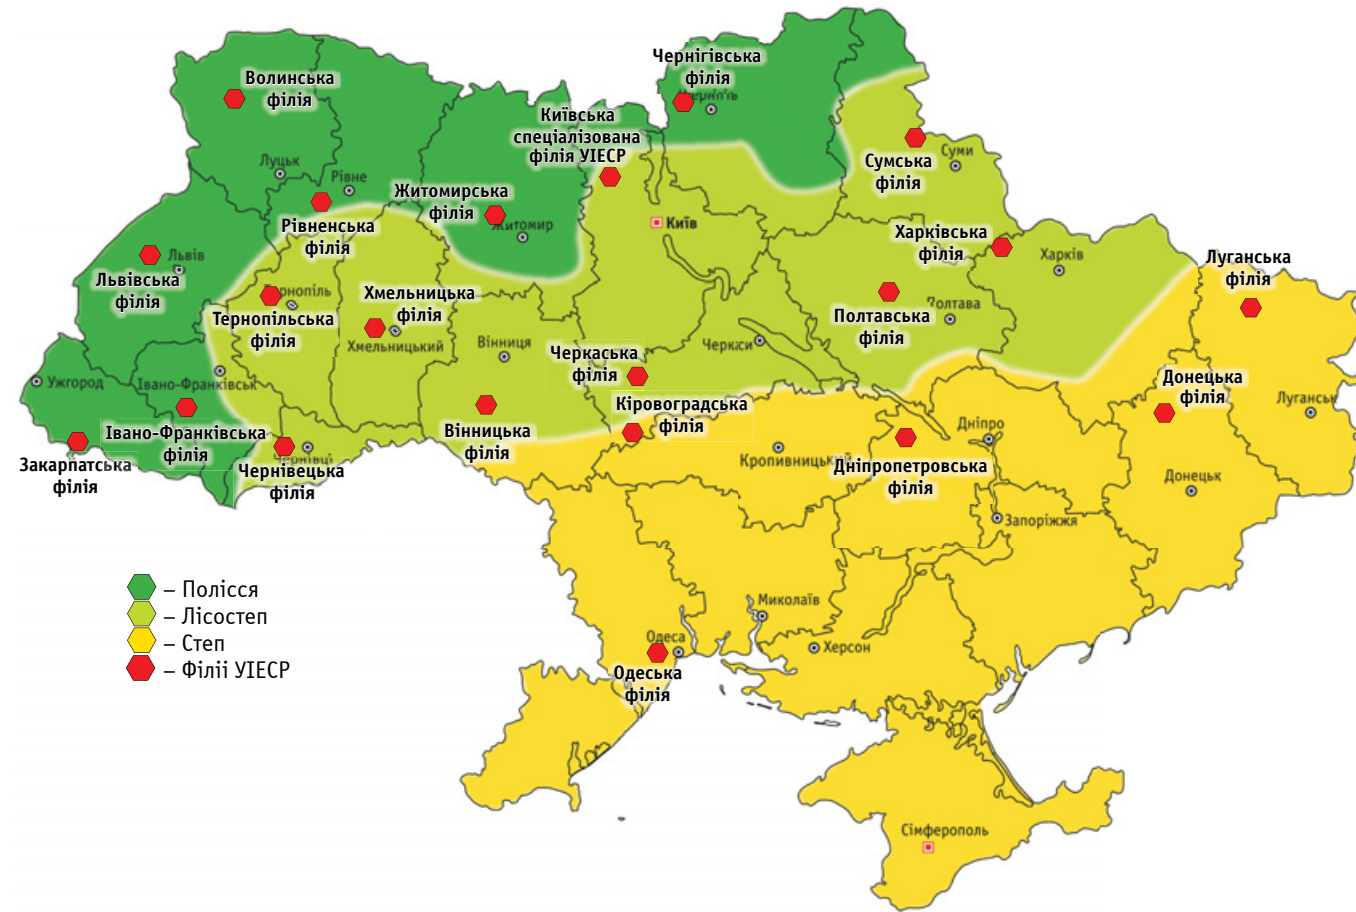 Чернігівська
філія
Чернігів
Волинська
філія
Київська
спеціалізована
філія УІЕСР
Суми
Сумська
філія
Луцьк
Рівне
Житомирська
філія
Житомир
Рівненська
філія
Київ
Харківська
філія
Харків
Луганська
філія
Львів
Львівська
філія
Тернопіль
Тернопільська
філія
Хмельницька
філія
Хмельницький
Вінниця
Черкаська
філія
Черкаси
Полтава
Полтавська
філія
Ужгород
Івано-Франківськ
Донецька
філія
Луганськ
Кіровоградська
філія
Вінницька
філія
Дніпро
Івано-Франківська
філія
Закарпатська
філія
Чернівці
Чернівецька
філія
Кропивницький
Дніпропетровська
філія
Донецьк
Запоріжжя
– Полісся
– Лісостеп
– Степ
– Філії УІЕСР
Миколаїв
Одеса
Херсон
Одеська
філія
Сімферополь